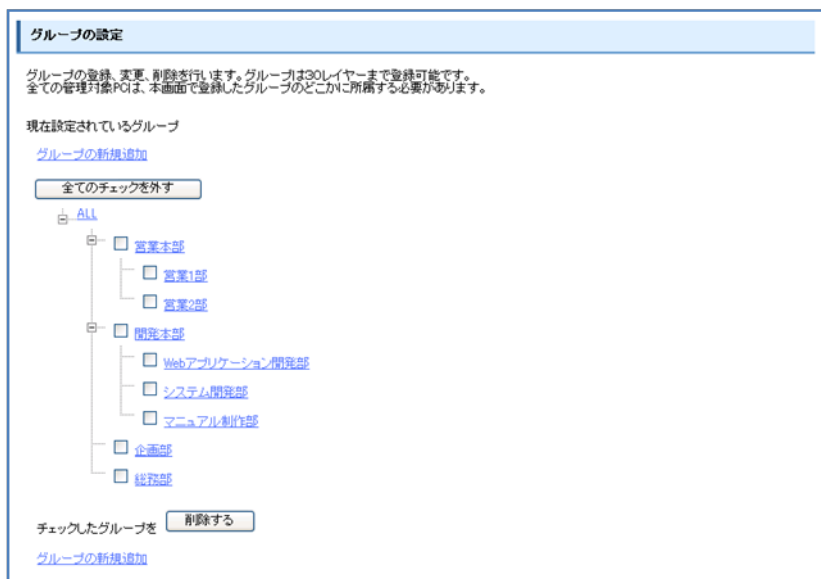 グループの設定
グループの登録、変更、削除を行います。グループは30レイヤーまで登録可能です。
全ての管理対象PCは、本画面で登録したグループのどこかに所属する必要があります。
現在設定されているグループ
グループの新規追加
全てのチェックを外す
ALL
営業本部
営業1部
営業2部
開発本部
Webアプリケーション開発部
システム開発部
マニュアル制作部
企画部
総務部
チェックしたグループを 削除する
グループの新規追加